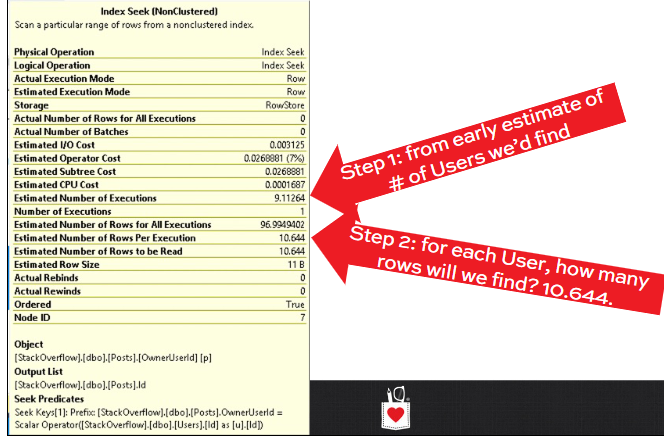 Index Seek (NonClustered)
Scan a particular range of rows from a nonclustered index.
Physical Operation Index Seek
Logical Operation Index Seek
Actual Execution Mode Row
Estimated Execution Mode Row
Storage RowStore
Actual Number of Rows for All Executions 0
Actual Number of Batches 0
Estimated I/O Cost 0.003125
Estimated Operator Cost 0.0268881 (7%)
Estimated Subtree Cost 0.0268881
Estimated CPU Cost 0.0001687
Estimated Number of Executions 9.11264
Number of Executions 1
Estimated Number of Rows for All Executions 96.9949402
Estimated Number of Rows Per Execution 10.644
Estimated Number of Rows to be Read 10.644
Estimated Row Size 11 B
Actual Rebinds 0
Actual Rewinds 0
Ordered True
Node ID 7
Object
[StackOverflow].[dbo].[Posts].[OwnerUserId] [p]
Output List
[StackOverflow].[dbo].[Posts].Id
Seek Predicates
Seek Keys[1]: Prefix: [StackOverflow].[dbo].[Posts].OwnerUserId =
Scalar Operator([StackOverflow].[dbo].[Users].[Id] as [u].[Id])
Step 1: from early estimate of
# of Users we'd find
Step 2: for each User, how many
rows will we find? 10.644.